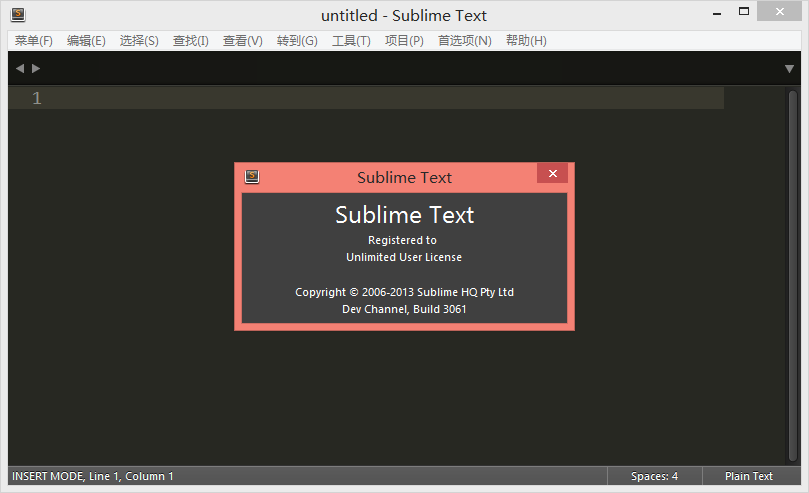 untitled - Sublime Text
菜单(F) 编辑(E) 选择(S) 查找(I) 查看(V) 转到(G) 工具(T) 项目(P) 首选项(N) 帮助(H)
1
Sublime Text
Sublime Text
Registered to
Unlimited User License
Copyright © 2006-2013 Sublime HQ Pty Ltd
Dev Channel, Build 3061
INSERT MODE, Line 1, Column 1 Spaces: 4 Plain Text